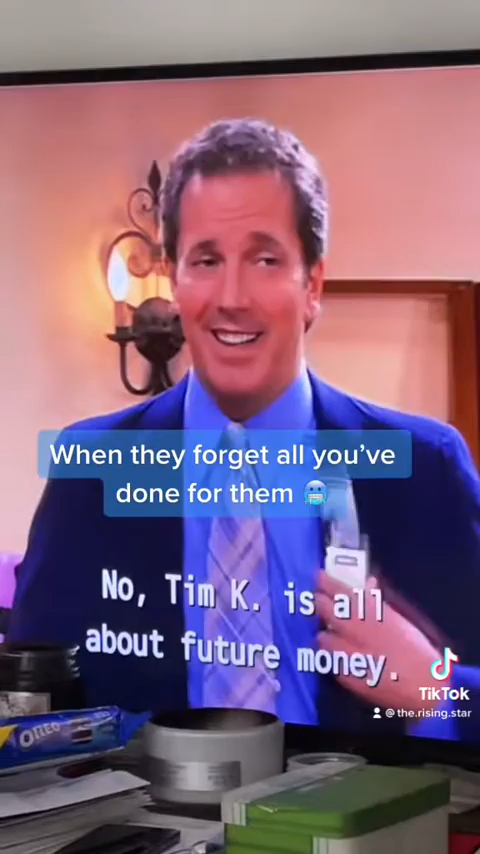 When they forget all you've
done for them 🥶
No, Tim K. is all
about future money.
OREO
TikTok
@the.rising.star